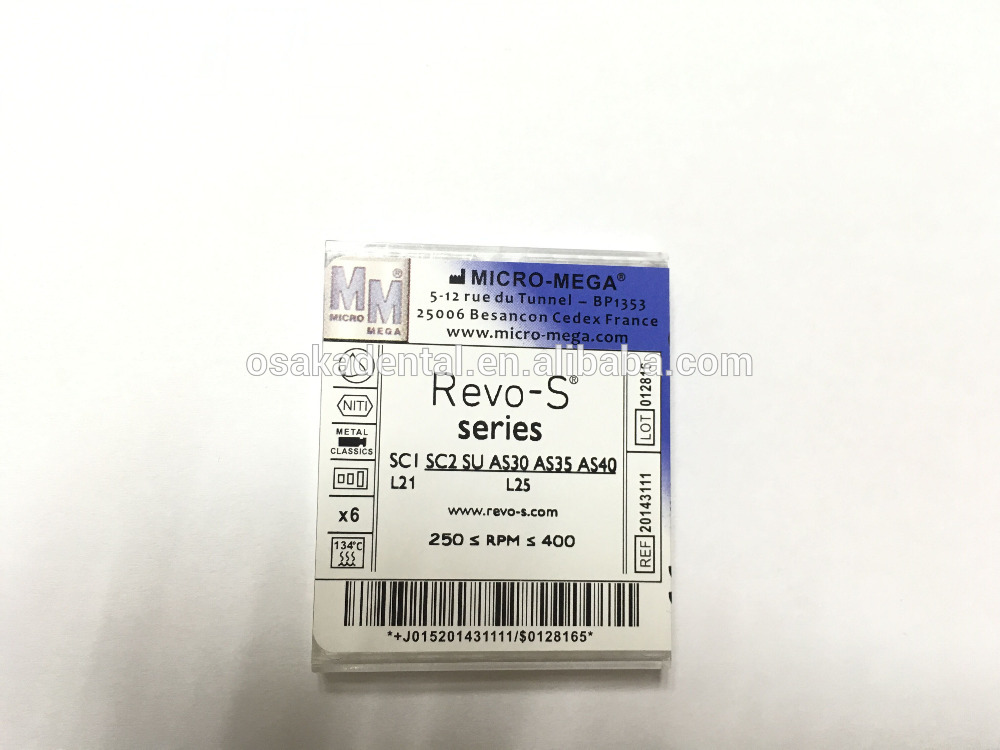 MM®
MICRO MEGA
MICRO-MEGA®
5-12 rue du Tunnel – BP1353
25006 Besancon Cedex France
www.micro-mega.com
osakadental.en.alibaba.com
Revo-S®
series
SC1 SC2 SU AS30 AS35 AS40
L21 L25
www.revo-s.com
250 ≤ RPM ≤ 400
NITI
METAL
CLASSICS
x6
134°C
LOT 012815
REF 20143111
*+J015201431111/$0128165*